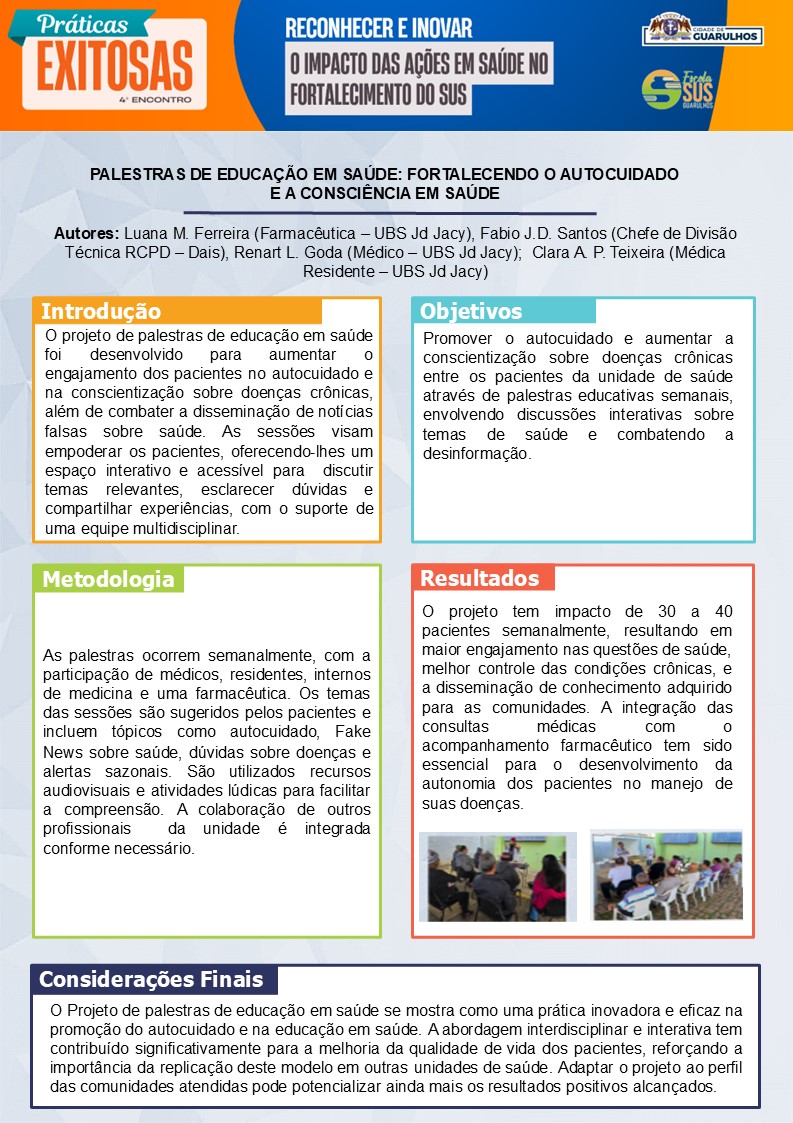 Práticas
EXITOSAS
4º ENCONTRO
RECONHECER E INOVAR
O IMPACTO DAS AÇÕES EM SAÚDE NO
FORTALECIMENTO DO SUS
CIDADE DE
GUARULHOS
Escola
SUS
GUARULHOS
PALESTRAS DE EDUCAÇÃO EM SAÚDE: FORTALECENDO O AUTOCUIDADO
E A CONSCIÊNCIA EM SAÚDE
Autores: Luana M. Ferreira (Farmacêutica – UBS Jd Jacy), Fabio J.D. Santos (Chefe de Divisão
Técnica RCPD – Dais), Renart L. Goda (Médico – UBS Jd Jacy); Clara A. P. Teixeira (Médica
Residente – UBS Jd Jacy)
Introdução
O projeto de palestras de educação em saúde
foi desenvolvido para aumentar o
engajamento dos pacientes no autocuidado e
na conscientização sobre doenças crônicas,
além de combater a disseminação de notícias
falsas sobre saúde. As sessões visam
empoderar os pacientes, oferecendo-lhes um
espaço interativo e acessível para discutir
temas relevantes, esclarecer dúvidas e
compartilhar experiências, com o suporte de
uma equipe multidisciplinar.
Objetivos
Promover o autocuidado e aumentar a
conscientização sobre doenças crônicas
entre os pacientes da unidade de saúde
através de palestras educativas semanais,
envolvendo discussões interativas sobre
temas de saúde e combatendo a
desinformação.
Metodologia
As palestras ocorrem semanalmente, com a
participação de médicos, residentes, internos
de medicina e uma farmacêutica. Os temas
das sessões são sugeridos pelos pacientes e
incluem tópicos como autocuidado, Fake
News sobre saúde, dúvidas sobre doenças e
alertas sazonais. São utilizados recursos
audiovisuais e atividades lúdicas para facilitar
a compreensão. A colaboração de outros
profissionais da unidade é integrada
conforme necessário.
Resultados
O projeto tem impacto de 30 a 40
pacientes semanalmente, resultando em
maior engajamento nas questões de saúde,
melhor controle das condições crônicas, e
a disseminação de conhecimento adquirido
para as comunidades. A integração das
consultas médicas com o
acompanhamento farmacêutico tem sido
essencial para o desenvolvimento da
autonomia dos pacientes no manejo de
suas doenças.
Considerações Finais
O Projeto de palestras de educação em saúde se mostra como uma prática inovadora e eficaz na
promoção do autocuidado e na educação em saúde. A abordagem interdisciplinar e interativa tem
contribuído significativamente para a melhoria da qualidade de vida dos pacientes, reforçando a
importância da replicação deste modelo em outras unidades de saúde. Adaptar o projeto ao perfil
das comunidades atendidas pode potencializar ainda mais os resultados positivos alcançados.